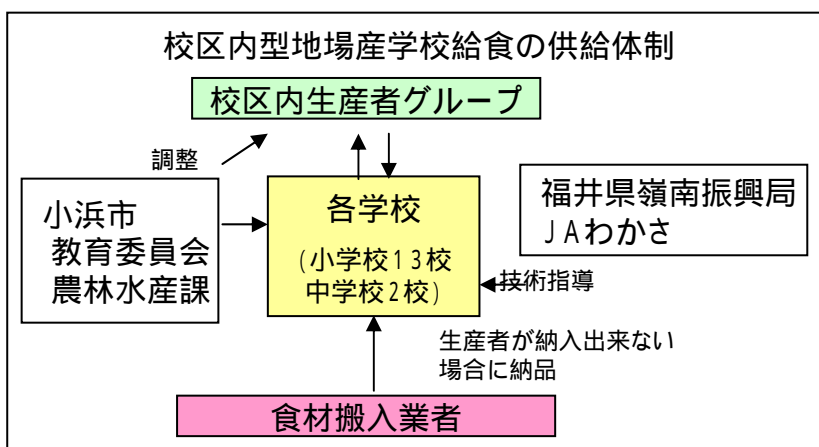 校区内型地場産学校給食の供給体制
校区内生産者グループ
調整
小浜市
教育委員会
農林水産課
各学校
(小学校13校
中学校2校)
福井県嶺南振興局
JAわかさ
技術指導
生産者が納入出来ない
場合に納品
食材搬入業者